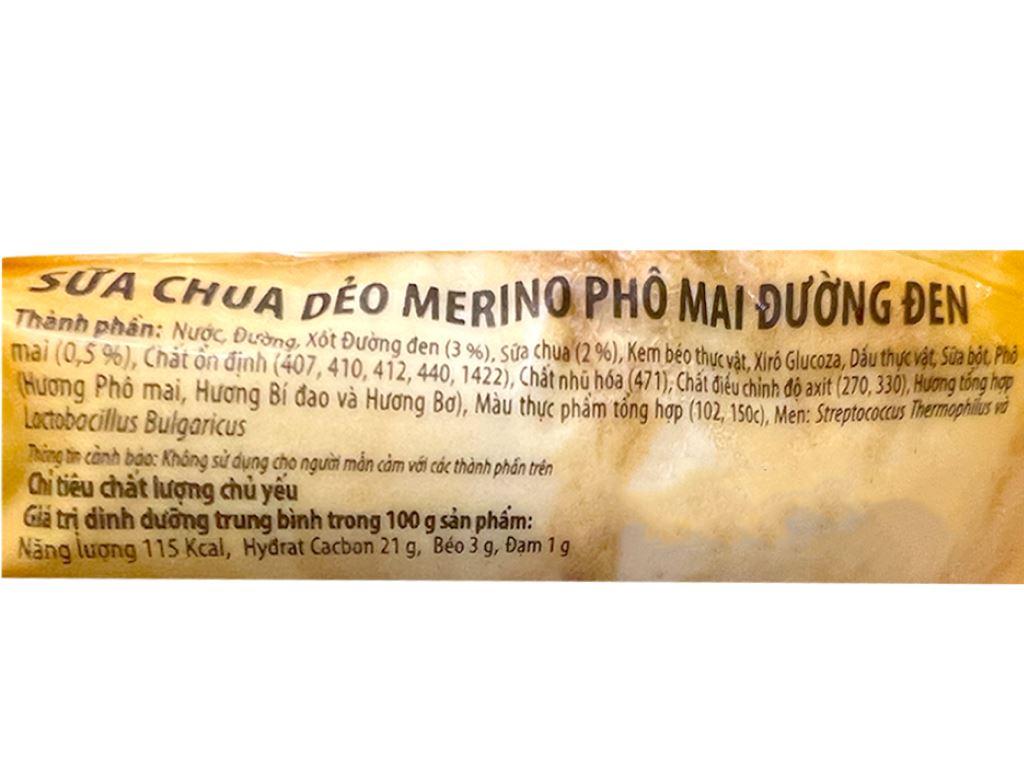 SỮA CHUA DẺO MERINO PHÔ MAI ĐƯỜNG ĐEN
Thành phần: Nước, Đường, Xốt Đường đen (3 %), Sữa chua (2 %), Kem béo thực vật, Xirô Glucoza, Dầu thực vật, Sữa bột, Phô
mai (0,5 %), Chất ổn định (407, 410, 412, 440, 1422), Chất nhũ hóa (471), Chất điều chỉnh độ axit (270, 330), Hương tổng hợp
(Hương Phô mai, Hương Bí đao và Hương Bơ), Màu thực phẩm tổng hợp (102, 150c), Men: Streptococcus Thermophilus và
Lactobacillus Bulgaricus
Thông tin cảnh báo: Không sử dụng cho người mẫn cảm với các thành phần trên
Chỉ tiêu chất lượng chủ yếu
Giá trị dinh dưỡng trung bình trong 100 g sản phẩm:
Năng lượng 115 Kcal, Hyđrat Cacbon 21 g, Béo 3 g, Đạm 1 g